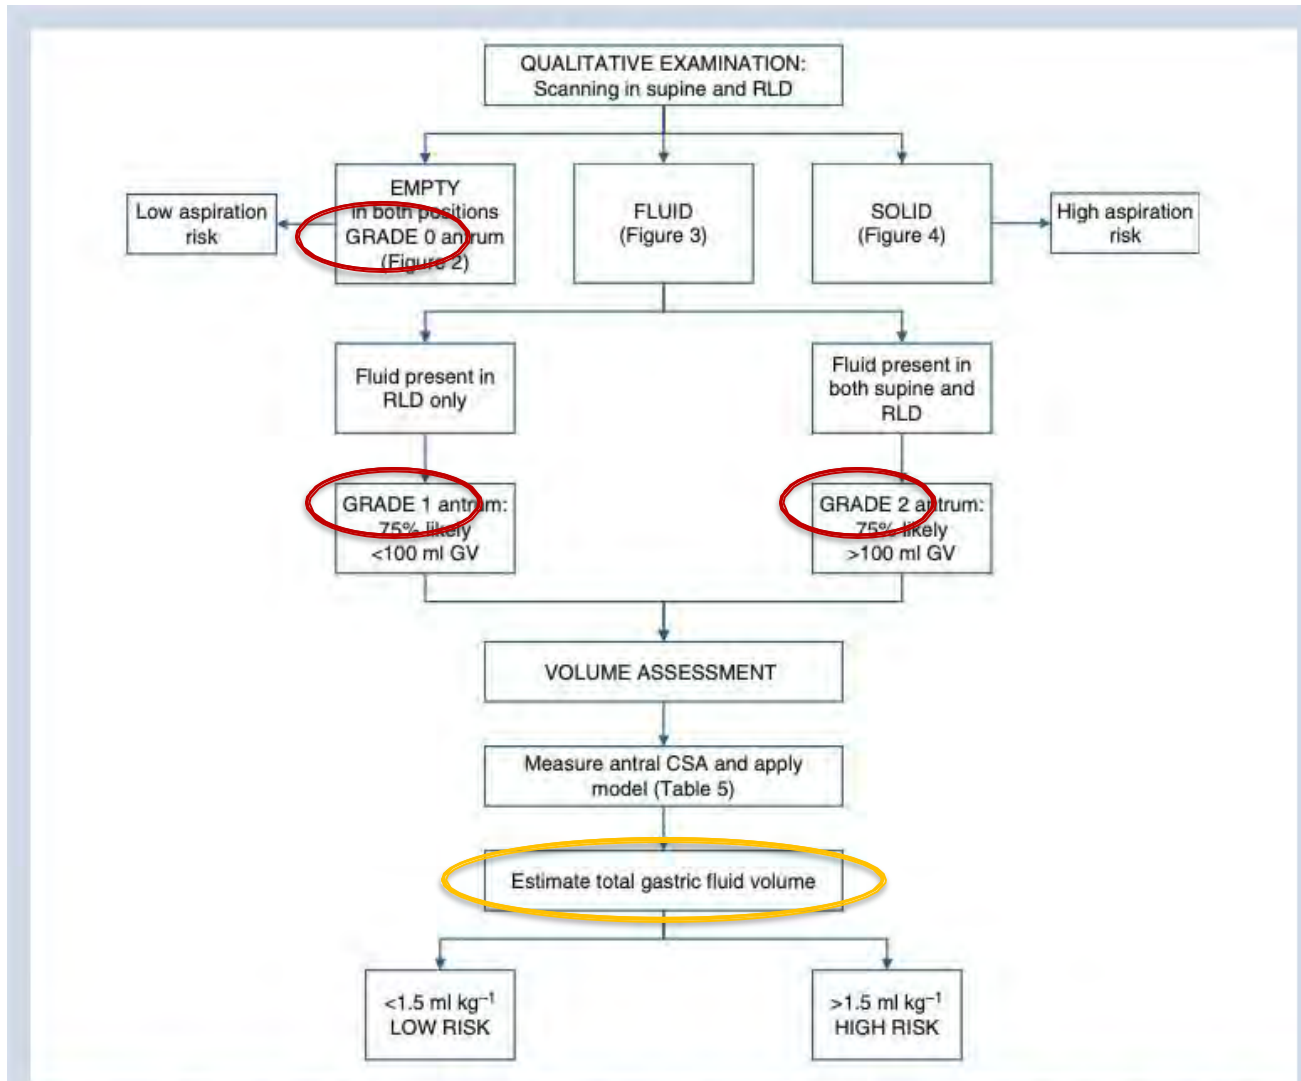 QUALITATIVE EXAMINATION:
Scanning in supine and RLD
EMPTY
in both positions
GRADE 0 antrum
(Figure 2)
Low aspiration
risk
FLUID
(Figure 3)
SOLID
(Figure 4)
High aspiration
risk
Fluid present in
RLD only
Fluid present in
both supine and
RLD
GRADE 1 antrum:
75% likely
<100 ml GV
GRADE 2 antrum:
75% likely
>100 ml GV
VOLUME ASSESSMENT
Measure antral CSA and apply
model (Table 5)
Estimate total gastric fluid volume
<1.5 ml kg⁻¹
LOW RISK
>1.5 ml kg⁻¹
HIGH RISK